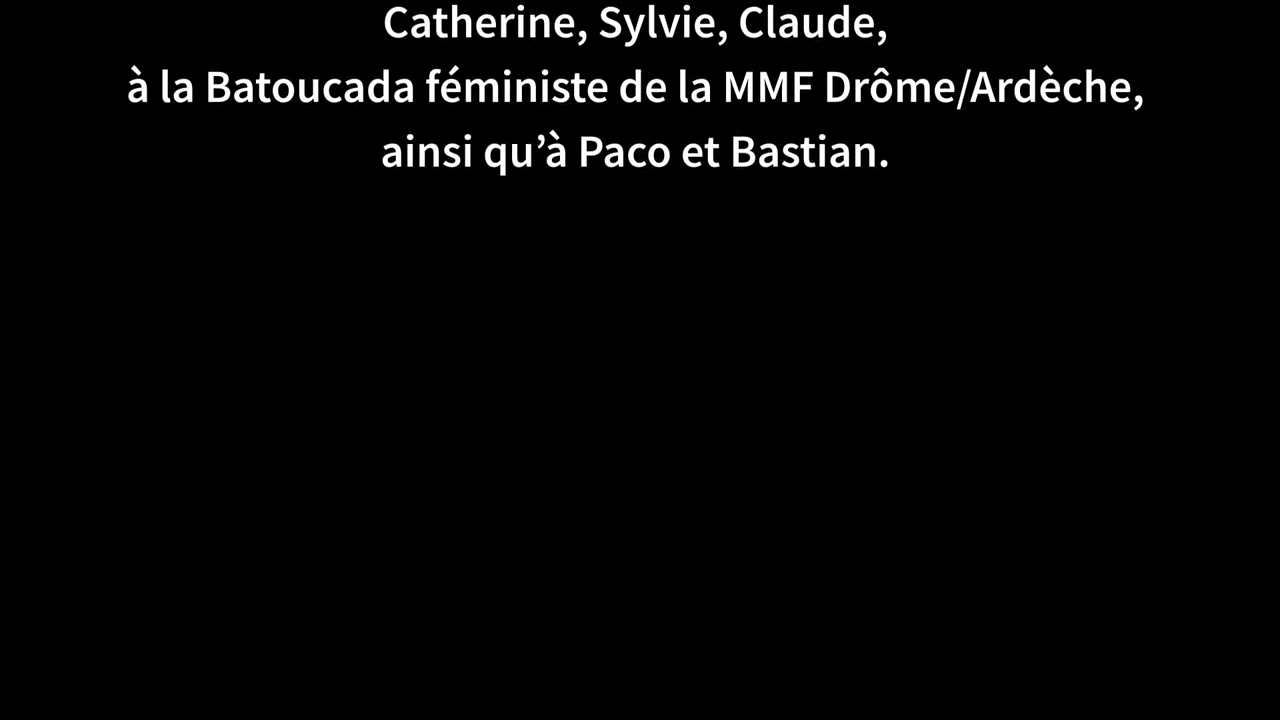 Catherine, Sylvie, Claude,
à la Batoucada féministe de la MMF Drôme/Ardèche,
ainsi qu’à Paco et Bastian.